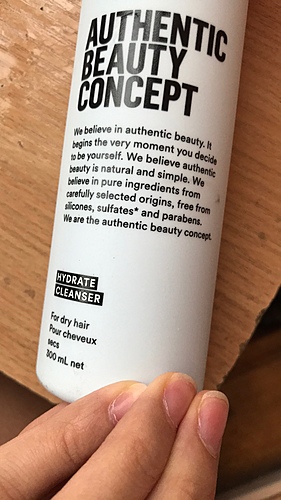 AUTHENTIC
BEAUTY
CONCEPT
We believe in authentic beauty. It
begins the very moment you decide
to be yourself. We believe authentic
beauty is natural and simple. We
believe in pure ingredients from
carefully selected origins, free from
silicones, sulfates* and parabens.
We are the authentic beauty concept.
HYDRATE
CLEANSER
For dry hair
Pour cheveux
secs
300 mL net